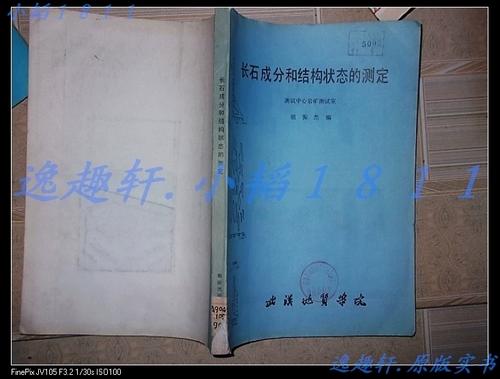 小韬1811
5002
长石成分和结构状态的测定
测试中心岩矿测试室
编
武汉地质学院
长石成分和结构状态的测定
逸趣轩.小韬1811
逸趣轩.原版实书
FinePix JV105 F3.2 1/30s ISO100